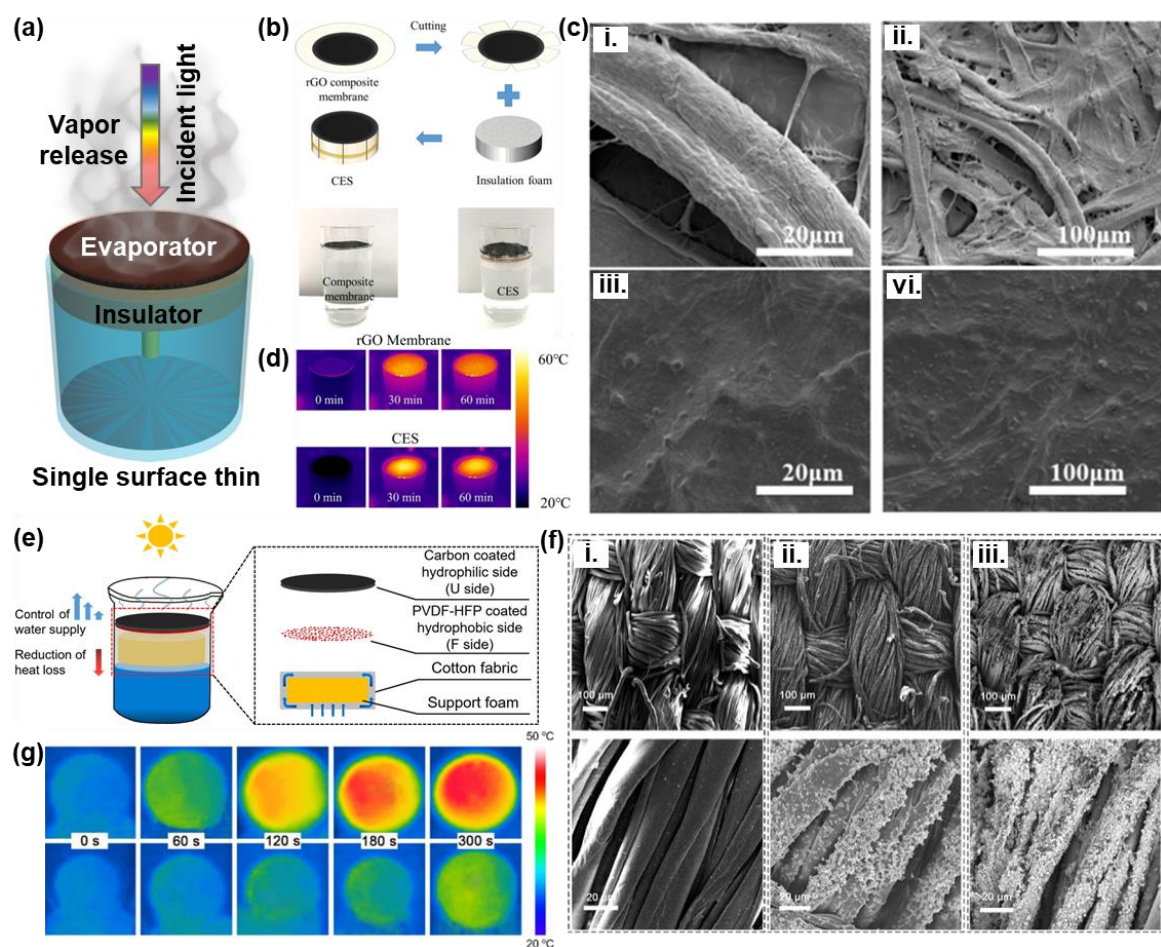 (a)
Vapor
release
Incident light
Evaporator
Insulator
Single surface thin
(b)
Cutting
rGO composite
membrane
CES
Insulation foam
Composite
membrane
CES
(c)
i.
20μm
ii.
100μm
iii.
20μm
vi.
100μm
(d)
rGO Membrane
0 min
30 min
60 min
CES
0 min
30 min
60 min
60℃
20℃
(e)
Control of
water supply
Reduction of
heat loss
Carbon coated
hydrophilic side
(U side)
PVDF-HFP coated
hydrophobic side
(F side)
Cotton fabric
Support foam
(f)
i.
100 μm
ii.
100 μm
iii.
100 μm
20 μm
20 μm
20 μm
(g)
0 s
60 s
120 s
180 s
300 s
50 ℃
20 ℃